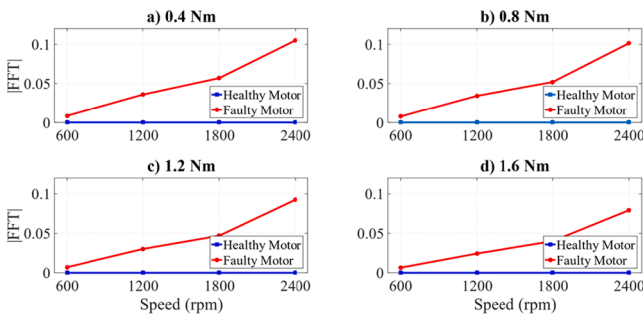 a) 0.4 Nm
|FFT|
0.1
0.05
0
Healthy Motor
Faulty Motor
600 1200 1800 2400
b) 0.8 Nm
0.1
0.05
0
Healthy Motor
Faulty Motor
600 1200 1800 2400
c) 1.2 Nm
|FFT|
0.1
0.05
0
Healthy Motor
Faulty Motor
600 1200 1800 2400
Speed (rpm)
d) 1.6 Nm
0.1
0.05
0
Healthy Motor
Faulty Motor
600 1200 1800 2400
Speed (rpm)